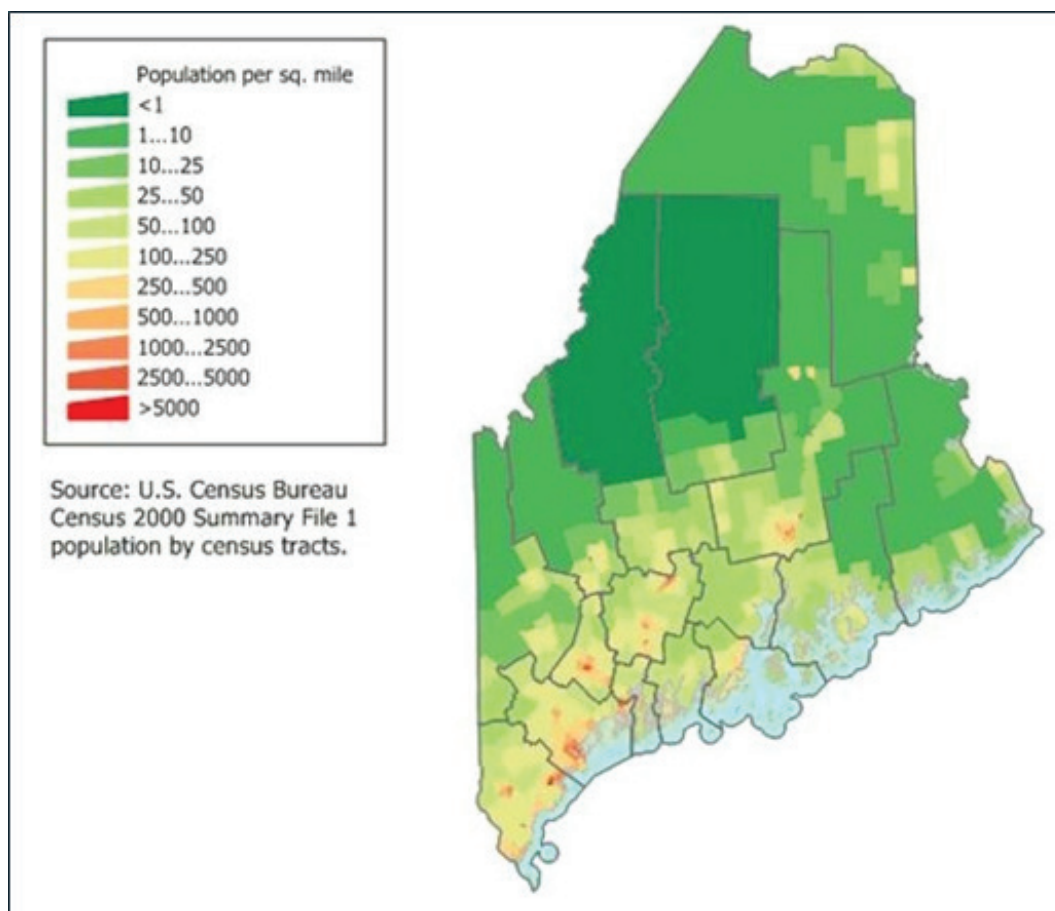 Population per sq. mile
<1
1...10
10...25
25...50
50...100
100...250
250...500
500...1000
1000...2500
2500...5000
>5000
Source: U.S. Census Bureau
Census 2000 Summary File 1
population by census tracts.